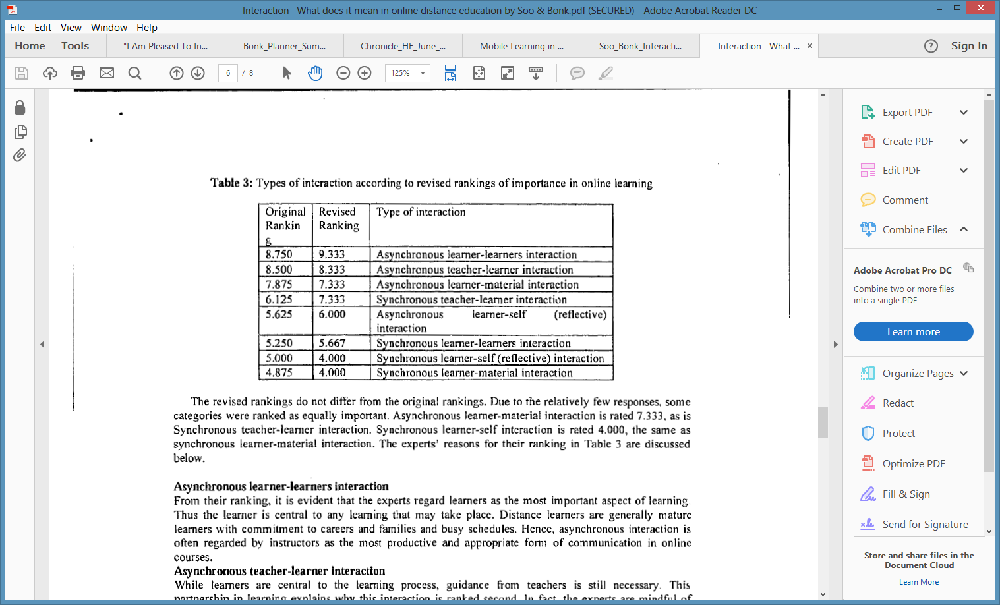 Interaction--What does it mean in online distance education by Soo & Bonk.pdf (SECURED) - Adobe Acrobat Reader DC
File Edit View Window Help
Home Tools "I Am Pleased To In... Bonk_Planner_Sum... Chronicle_HE_June_... Mobile Learning in ... Soo_Bonk_Interacti... Interaction--What ... × Sign In
6 / 8 125%
Table 3: Types of interaction according to revised rankings of importance in online learning
Original Rankin g Revised Ranking Type of interaction
8.750 9.333 Asynchronous learner-learners interaction
8.500 8.333 Asynchronous teacher-learner interaction
7.875 7.333 Asynchronous learner-material interaction
6.125 7.333 Synchronous teacher-learner interaction
5.625 6.000 Asynchronous learner-self (reflective)
interaction
5.250 5.667 Synchronous learner-learners interaction
5.000 4.000 Synchronous learner-self (reflective) interaction
4.875 4.000 Synchronous learner-material interaction
The revised rankings do not differ from the original rankings. Due to the relatively few responses, some
categories were ranked as equally important. Asynchronous learner-material interaction is rated 7.333, as is
Synchronous teacher-learner interaction. Synchronous learner-self interaction is rated 4.000, the same as
synchronous learner-material interaction. The experts' reasons for their ranking in Table 3 are discussed
below.
Asynchronous learner-learners interaction
From their ranking, it is evident that the experts regard learners as the most important aspect of learning.
Thus the learner is central to any learning that may take place. Distance learners are generally mature
learners with commitment to careers and families and busy schedules. Hence, asynchronous interaction is
often regarded by instructors as the most productive and appropriate form of communication in online
courses.
Asynchronous teacher-learner interaction
While learners are central to the learning process, guidance from teachers is still necessary. This
partnership in learning explains why this interaction is ranked second. In fact, the experts are mindful of
Export PDF
Create PDF
Edit PDF
Comment
Combine Files
Adobe Acrobat Pro DC
Combine two or more files
into a single PDF
Learn more
Organize Pages
Redact
Protect
Optimize PDF
Fill & Sign
Send for Signature
Store and share files in the
Document Cloud
Learn More